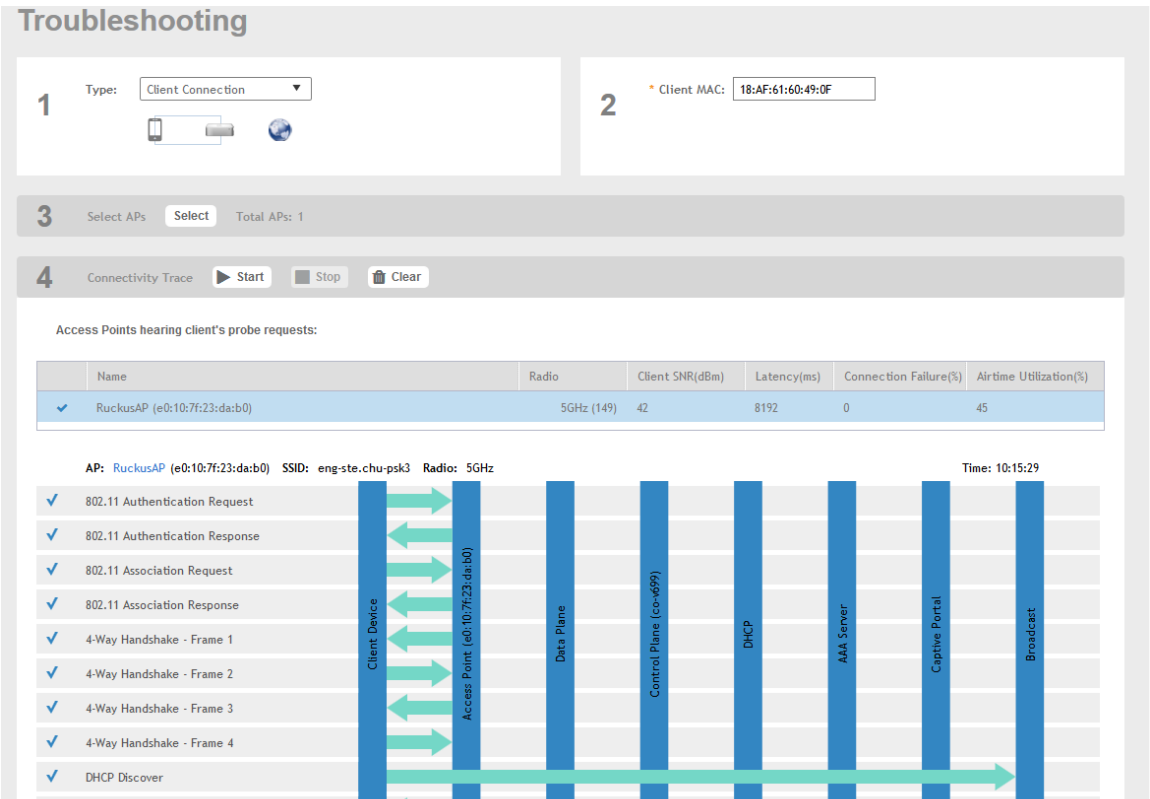 Troubleshooting
1 Type: Client Connection
2 * Client MAC: 18:AF:61:60:49:0F
3 Select APs Select Total APs: 1
4 Connectivity Trace Start Stop Clear
Access Points hearing client's probe requests:
Name Radio Client SNR(dBm) Latency(ms) Connection Failure(%) Airtime Utilization(%)
RuckusAP (e0:10:7f:23:da:b0) 5GHz (149) 42 8192 0 45
AP: RuckusAP (e0:10:7f:23:da:b0) SSID: eng-ste.chu-psk3 Radio: 5GHz Time: 10:15:29
802.11 Authentication Request
802.11 Authentication Response
802.11 Association Request
802.11 Association Response
4-Way Handshake - Frame 1
4-Way Handshake - Frame 2
4-Way Handshake - Frame 3
4-Way Handshake - Frame 4
DHCP Discover
Client Device
Access Point (e0:10:7f:23:da:b0)
Data Plane
Control Plane (co-v699)
DHCP
AAA Server
Captive Portal
Broadcast